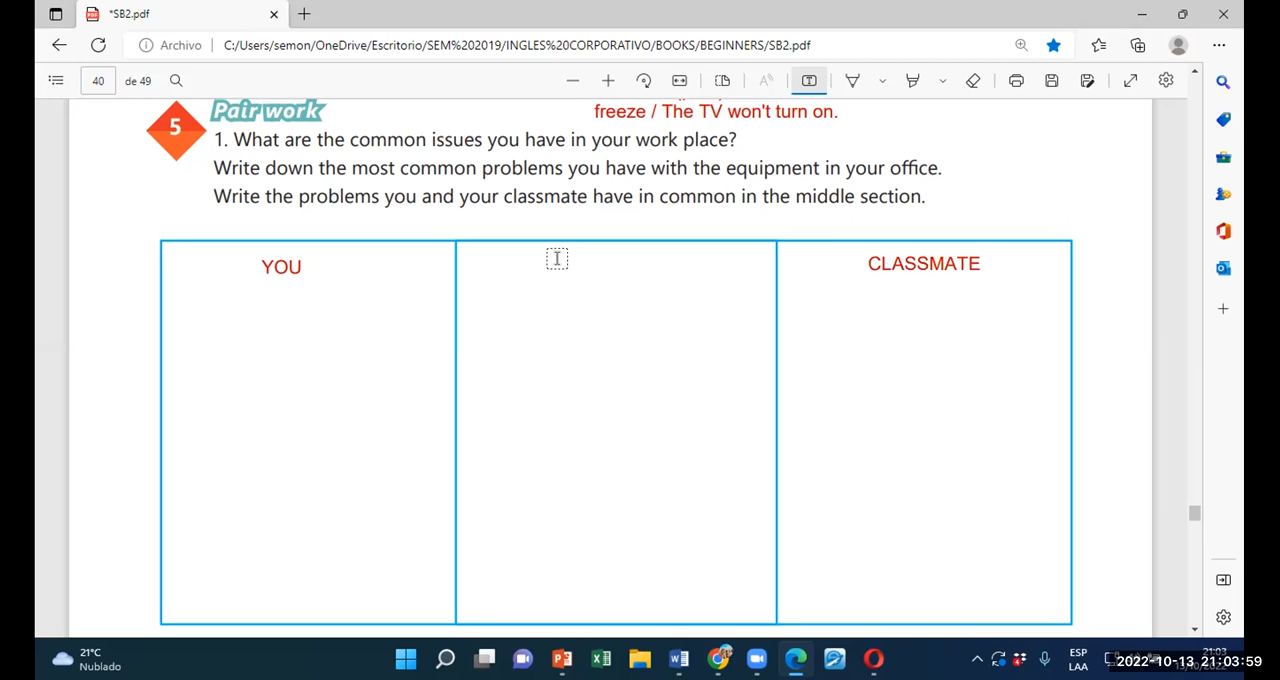 *SB2.pdf
Archivo C:/Users/semon/OneDrive/Escritorio/SEM%202019/INGLES%20CORPORATIVO/BOOKS/BEGINNERS/SB2.pdf
40 de 49
5 Pair work
freeze / The TV won't turn on.
1. What are the common issues you have in your work place?
Write down the most common problems you have with the equipment in your office.
Write the problems you and your classmate have in common in the middle section.
YOU
CLASSMATE
21°C
Nublado
ESP
LAA
21:03
2022-10-13 21:03:59